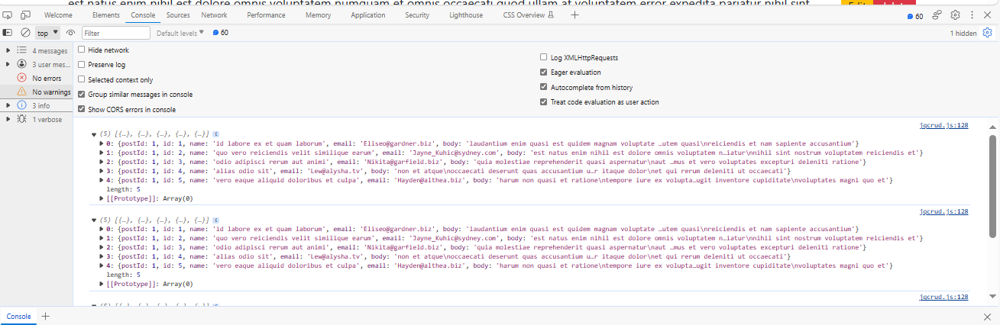 est natus enim nihil est dolore omnis voluptatem numquam et omnis occaecati quod ullam at voluptatem error expedita pariatur nihil sint
Welcome Elements Console Sources Network Performance Memory Application Security Lighthouse CSS Overview 60
top Filter Default levels 60 1 hidden
4 messages
3 user mes...
No errors
No warnings
3 info
1 verbose
Hide network
Preserve log
Selected context only
Group similar messages in console
Show CORS errors in console
Log XMLHttpRequests
Eager evaluation
Autocomplete from history
Treat code evaluation as user action
jqcrud.js:128
(5) [{…}, {…}, {…}, {…}, {…}]
0: {postId: 1, id: 1, name: 'id labore ex et quam laborum', email: 'Eliseo@gardner.biz', body: 'laudantium enim quasi est quidem magnam voluptate …utem quasi\nreiciendis et nam sapiente accusantium'}
1: {postId: 1, id: 2, name: 'quo vero reiciendis velit similique earum', email: 'Jayne_Kuhic@sydney.com', body: 'est natus enim nihil est dolore omnis voluptatem n…iatur\nnihil sint nostrum voluptatem reiciendis et'}
2: {postId: 1, id: 3, name: 'odio adipisci rerum aut animi', email: 'Nikita@garfield.biz', body: 'quia molestiae reprehenderit quasi aspernatur\naut …mus et vero voluptates excepturi deleniti ratione'}
3: {postId: 1, id: 4, name: 'alias odio sit', email: 'Lew@alysha.tv', body: 'non et atque\noccaecati deserunt quas accusantium u…r itaque dolor\net qui rerum deleniti ut occaecati'}
4: {postId: 1, id: 5, name: 'vero eaque aliquid doloribus et culpa', email: 'Hayden@althea.biz', body: 'harum non quasi et ratione\ntempore iure ex volupta…ugit inventore cupiditate\nvoluptates magni quo et'}
length: 5
[[Prototype]]: Array(0)
jqcrud.js:128
(5) [{…}, {…}, {…}, {…}, {…}]
0: {postId: 1, id: 1, name: 'id labore ex et quam laborum', email: 'Eliseo@gardner.biz', body: 'laudantium enim quasi est quidem magnam voluptate …utem quasi\nreiciendis et nam sapiente accusantium'}
1: {postId: 1, id: 2, name: 'quo vero reiciendis velit similique earum', email: 'Jayne_Kuhic@sydney.com', body: 'est natus enim nihil est dolore omnis voluptatem n…iatur\nnihil sint nostrum voluptatem reiciendis et'}
2: {postId: 1, id: 3, name: 'odio adipisci rerum aut animi', email: 'Nikita@garfield.biz', body: 'quia molestiae reprehenderit quasi aspernatur\naut …mus et vero voluptates excepturi deleniti ratione'}
3: {postId: 1, id: 4, name: 'alias odio sit', email: 'Lew@alysha.tv', body: 'non et atque\noccaecati deserunt quas accusantium u…r itaque dolor\net qui rerum deleniti ut occaecati'}
4: {postId: 1, id: 5, name: 'vero eaque aliquid doloribus et culpa', email: 'Hayden@althea.biz', body: 'harum non quasi et ratione\ntempore iure ex volupta…ugit inventore cupiditate\nvoluptates magni quo et'}
length: 5
[[Prototype]]: Array(0)
jqcrud.js:128
(5) [{…}, {…}, {…}, {…}, {…}]
Console